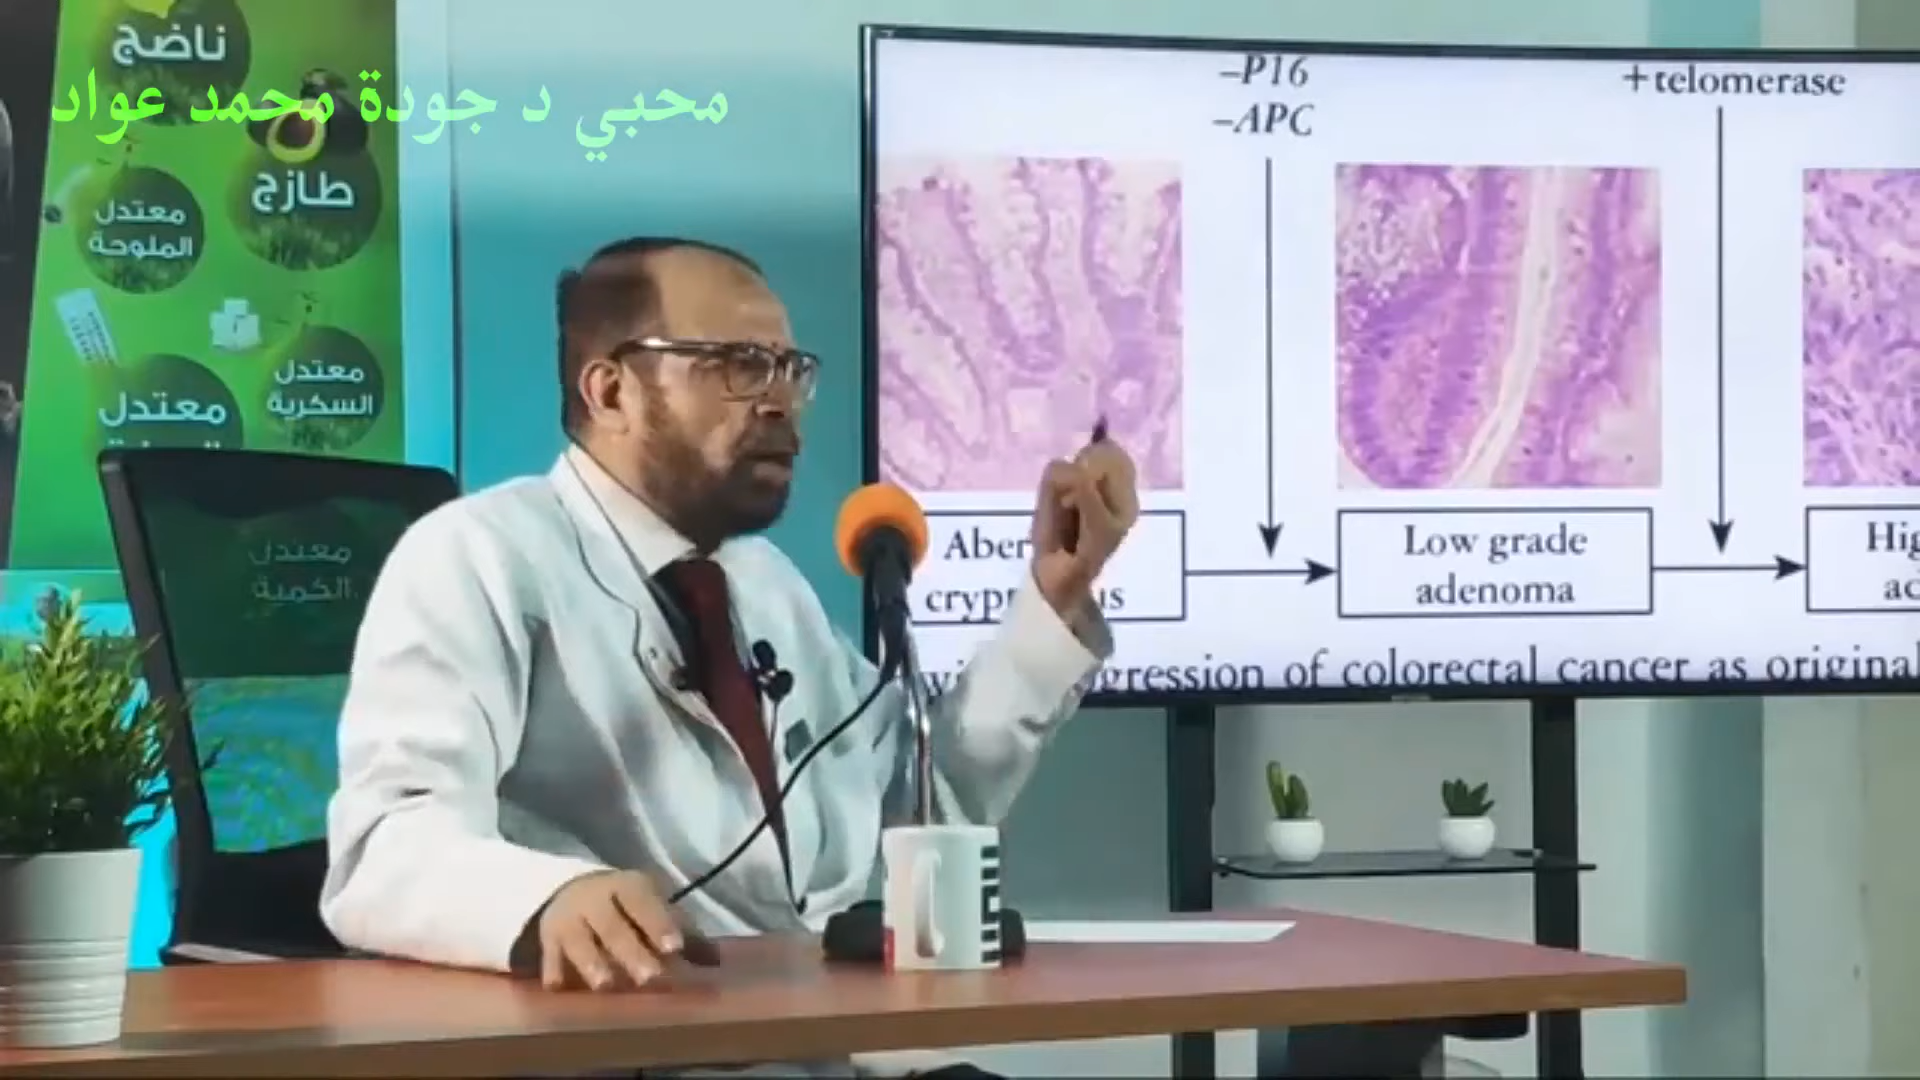 محبي د جودة محمد عواد
ناضج
طازج
معتدل
الملوحة
معتدل
السكرية
معتدل
معتدل
الكمية
–P16
–APC
+telomerase
Low grade
adenoma
gression of colorectal cancer as original